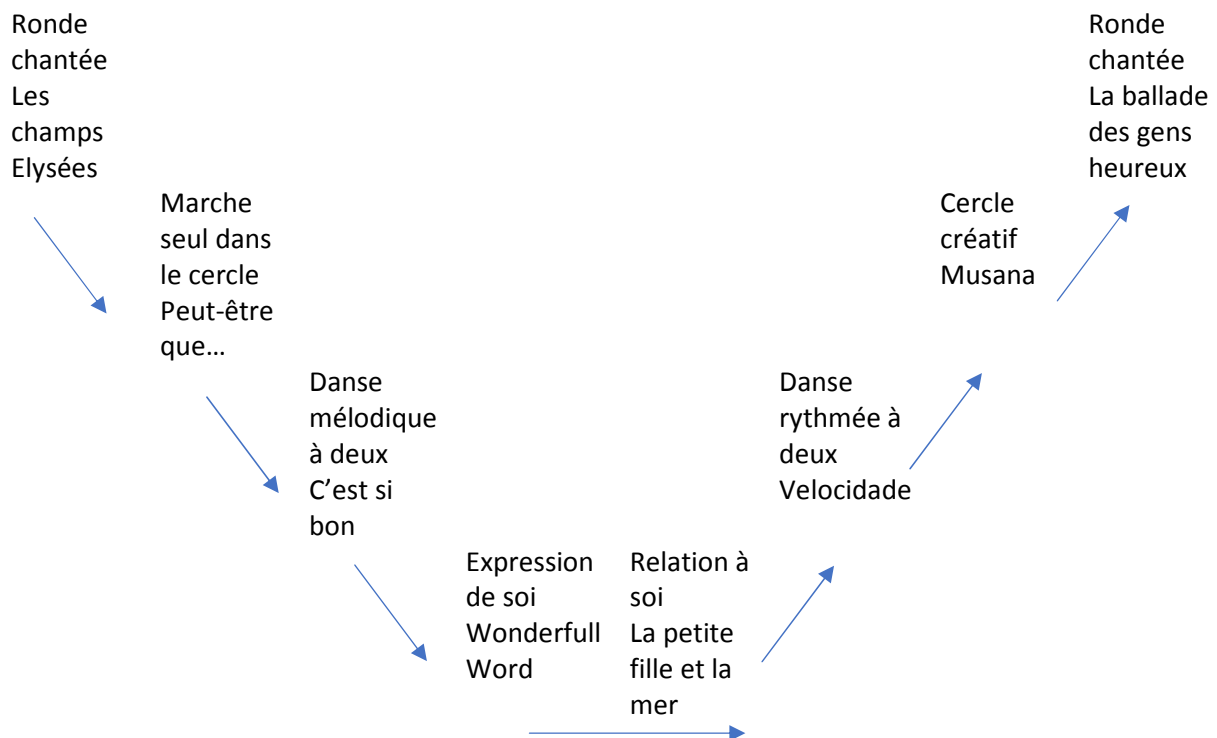 Ronde
chantée
Les
champs
Elysées
Marche
seul dans
le cercle
Peut-être
que…
Danse
mélodique
à deux
C’est si
bon
Expression
de soi
Wonderfull
Word
Relation à
soi
La petite
fille et la
mer
Danse
rythmée à
deux
Velocidade
Cercle
créatif
Musana
Ronde
chantée
La ballade
des gens
heureux